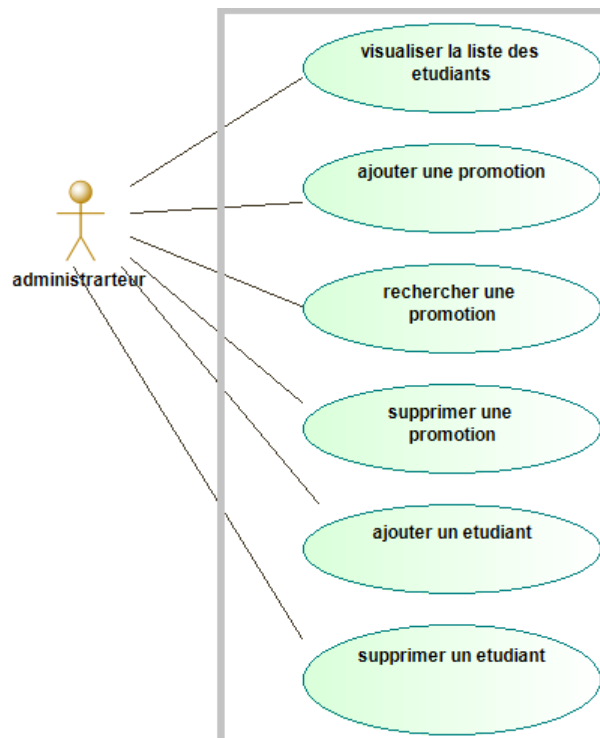 visualiser la liste des
etudiants
ajouter une promotion
administrarteur
rechercher une
promotion
supprimer une
promotion
ajouter un etudiant
supprimer un etudiant